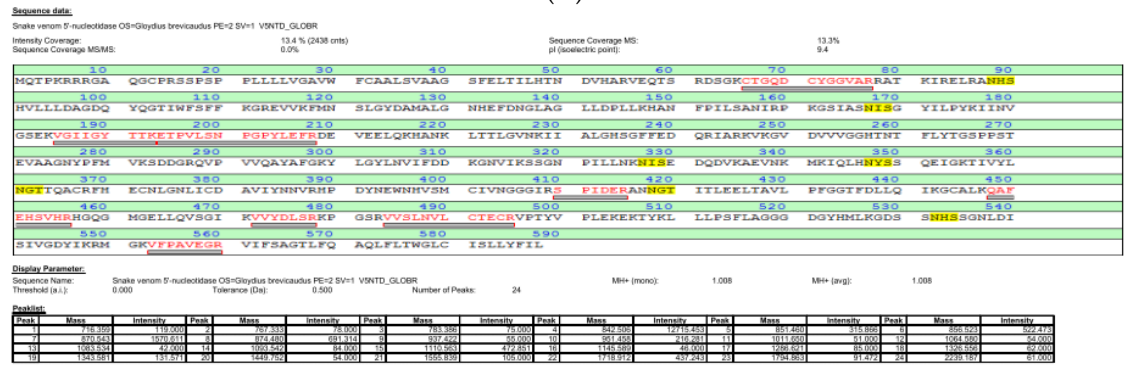 Sequence data:
Snake venom 5'-nucleotidase OS=Gloydius brevicaudus PE=2 SV=1 V5NTD_GLOBR
Intensity Coverage: 13.4 % (2438 cnts) Sequence Coverage MS: 13.3%
Sequence Coverage MS/MS: 0.0% pI (isoelectric point): 9.4
10 20 30 40 50 60 70 80 90
MQTPKRRRGA QGCPRSSPSP PLLLLVGAVW FCAALSVAAG SFELTILHTN DVHARVEQTS RDSGKCTGQD CYGGVARRAT KIRELRANHS
100 110 120 130 140 150 160 170 180
HVLLLDAGDQ YQGTIWFSFF KGREVVKFMN SLGYDAMALG NHEFDNGLAG LLDPLLKHAN FPILSANIRP KGSIASNISG YILPYKIINV
190 200 210 220 230 240 250 260 270
GSEKVGIIGY TTKETPVLSN PGPYLEFRDE VEELQKHANK LTTLGVNKII ALGHSGFFED QRIARKVKGV DVVVGGHTNT FLYTGSPPST
280 290 300 310 320 330 340 350 360
EVAAGNYPFM VKSDDGRQVP VVQAYAFGKY LGYLNVIFDD KGNVIKSSGN PILLNKNISE DQDVKAEVNK MKIQLHNYSS QEIGKTIVYL
370 380 390 400 410 420 430 440 450
NGTTQACRFH ECNLGNLICD AVIYNNVRHP DYNEWNHVSM CIVNGGGIRS PIDERANNGT ITLEELTAVL PFGGTFDLLQ IKGCALKQAF
460 470 480 490 500 510 520 530 540
EHSVHRHGQG MGELLQVSGI KVVYDLSRKP GSRVVSLNVL CTECRVPTYV PLEKEKTYKL LLPSFLAGGG DGYHMLKGDS SNHSSGNLDI
550 560 570 580 590
SIVGDYIKRM GKVFPAVEGR VIFSAGTLFQ AQLFLTWGLC ISLLYFIL
Display Parameter:
Sequence Name: Snake venom 5'-nucleotidase OS=Gloydius brevicaudus PE=2 SV=1 V5NTD_GLOBR MH+ (mono): 1.008 MH+ (avg): 1.008
Threshold (a.i.): 0.000 Tolerance (Da): 0.500 Number of Peaks: 24
Peaklist:
Peak Mass Intensity Peak Mass Intensity Peak Mass Intensity Peak Mass Intensity Peak Mass Intensity Peak Mass Intensity
1 716.359 119.000 2 767.333 78.000 3 783.386 75.000 4 842.506 12715.453 5 851.460 315.866 6 856.523 522.473
7 870.543 1570.611 8 874.480 691.314 9 937.422 55.000 10 951.458 216.281 11 1011.650 51.000 12 1064.580 54.000
13 1083.534 42.000 14 1093.542 84.000 15 1110.563 472.851 16 1145.589 46.000 17 1286.621 85.000 18 1326.556 62.000
19 1343.581 131.571 20 1449.752 54.000 21 1555.839 105.000 22 1718.912 437.243 23 1794.863 91.472 24 2239.187 61.000